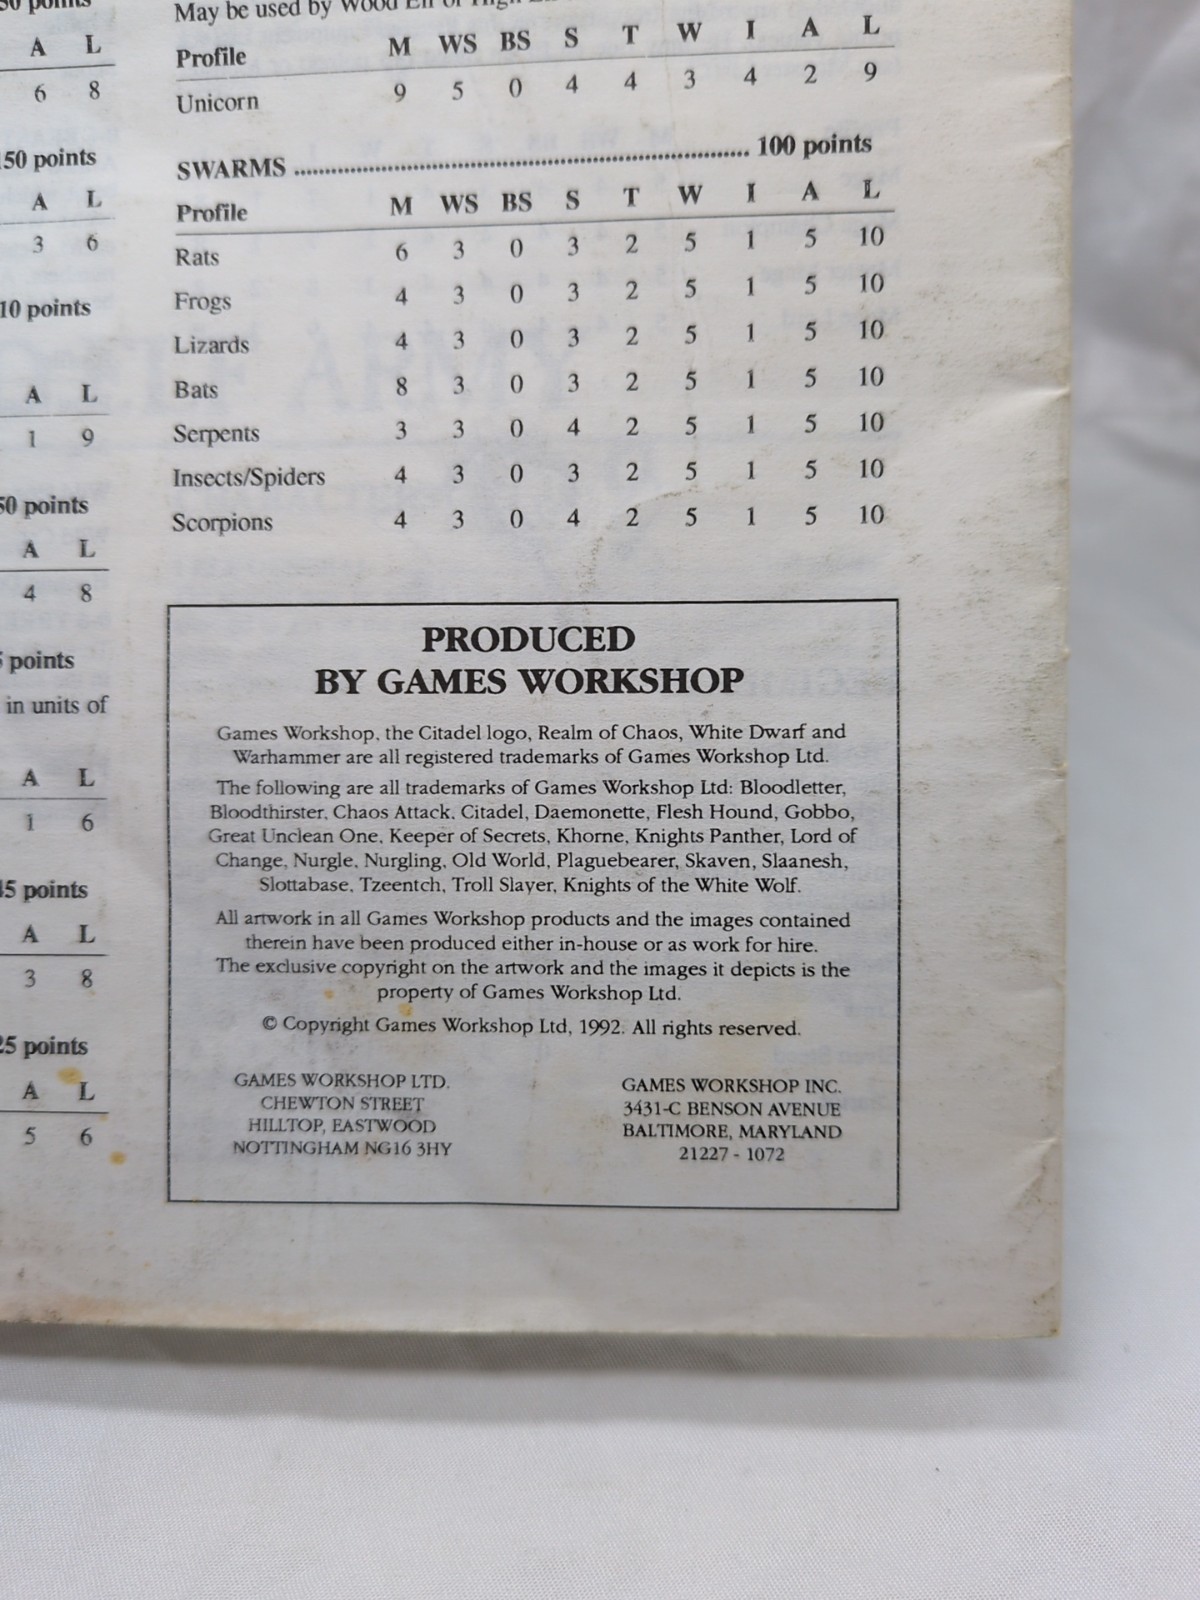 points
A L
6 8
150 points
A L
3 6
10 points
A L
1 9
50 points
A L
4 8
points
in units of
A L
1 6
45 points
A L
3 8
25 points
A L
5 6
May be used by Wood Elf or High
Profile M WS BS S T W I A L
Unicorn 9 5 0 4 4 3 4 2 9
SWARMS ........................................ 100 points
Profile M WS BS S T W I A L
Rats 6 3 0 3 2 5 1 5 10
Frogs 4 3 0 3 2 5 1 5 10
Lizards 4 3 0 3 2 5 1 5 10
Bats 8 3 0 3 2 5 1 5 10
Serpents 3 3 0 4 2 5 1 5 10
Insects/Spiders 4 3 0 3 2 5 1 5 10
Scorpions 4 3 0 4 2 5 1 5 10
PRODUCED
BY GAMES WORKSHOP
Games Workshop, the Citadel logo, Realm of Chaos, White Dwarf and
Warhammer are all registered trademarks of Games Workshop Ltd.
The following are all trademarks of Games Workshop Ltd: Bloodletter,
Bloodthirster, Chaos Attack, Citadel, Daemonette, Flesh Hound, Gobbo,
Great Unclean One, Keeper of Secrets, Khorne, Knights Panther, Lord of
Change, Nurgle, Nurgling, Old World, Plaguebearer, Skaven, Slaanesh,
Slottabase, Tzeentch, Troll Slayer, Knights of the White Wolf.
All artwork in all Games Workshop products and the images contained
therein have been produced either in-house or as work for hire.
The exclusive copyright on the artwork and the images it depicts is the
property of Games Workshop Ltd.
© Copyright Games Workshop Ltd, 1992. All rights reserved.
GAMES WORKSHOP LTD.
CHEWTON STREET
HILLTOP, EASTWOOD
NOTTINGHAM NG16 3HY
GAMES WORKSHOP INC.
3431-C BENSON AVENUE
BALTIMORE, MARYLAND
21227 - 1072